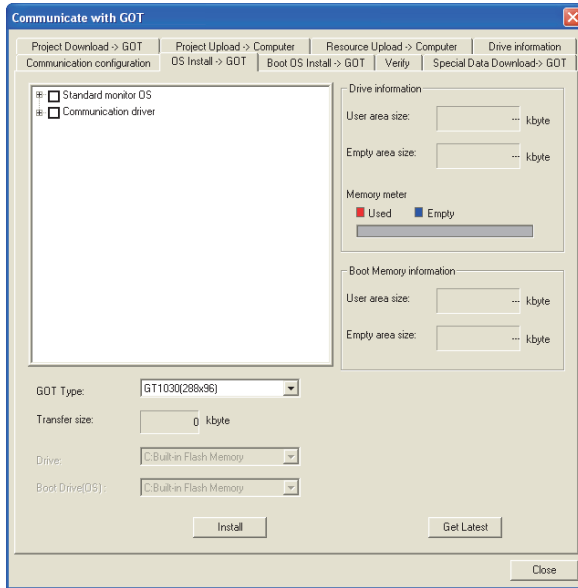 Communicate with GOT
Project Download -> GOT
Project Upload -> Computer
Resource Upload -> Computer
Drive information
Communication configuration
OS Install -> GOT
Boot OS Install -> GOT
Verify
Special Data Download-> GOT
Standard monitor OS
Communication driver
Drive information
User area size: --- kbyte
Empty area size: --- kbyte
Memory meter
Used Empty
Boot Memory information
User area size: --- kbyte
Empty area size: --- kbyte
GOT Type: GT1030(288x96)
Transfer size: 0 kbyte
Drive: C:Built-in Flash Memory
Boot Drive(OS) : C:Built-in Flash Memory
Install
Get Latest
Close